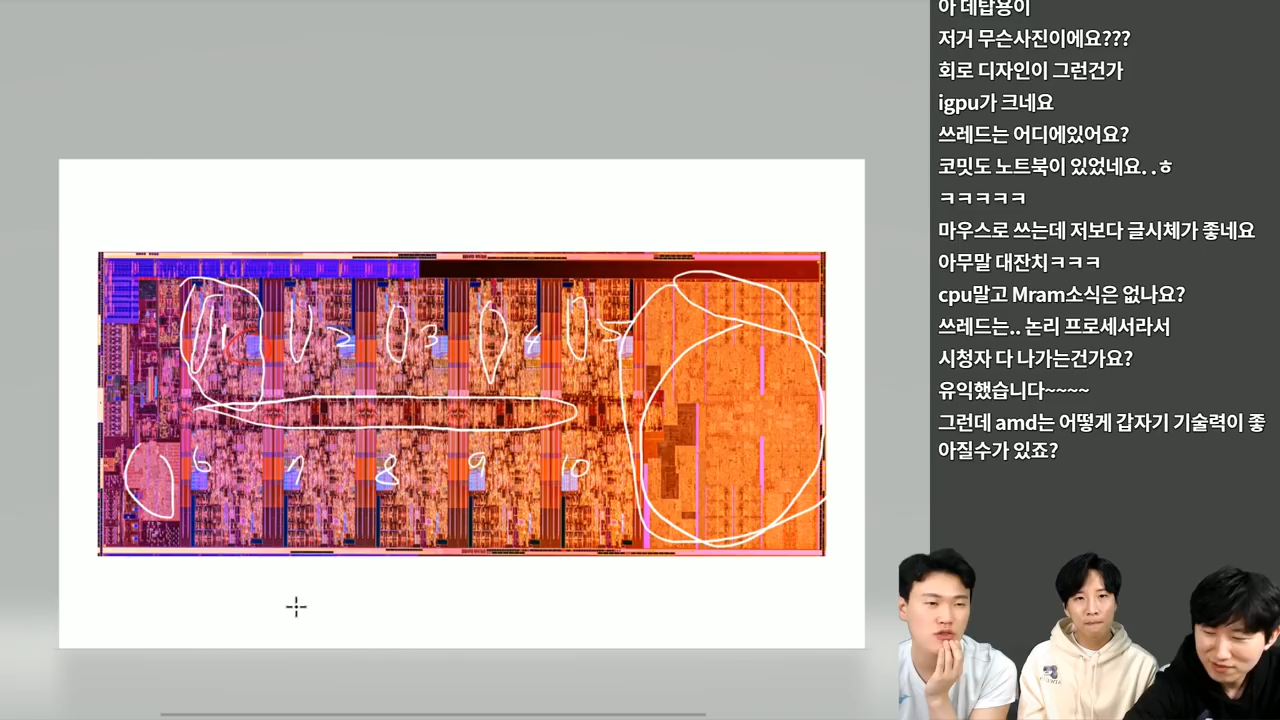 아 데탑용이
저거 무슨사진이에요???
회로 디자인이 그런건가
igpu가 크네요
쓰레드는 어디에있어요?
코밋도 노트북이 있었네요. .ㅎ
ㅋㅋㅋㅋㅋ
마우스로 쓰는데 저보다 글시체가 좋네요
아무말 대잔치ㅋㅋㅋ
cpu말고 Mram소식은 없나요?
쓰레드는.. 논리 프로세서라서
시청자 다 나가는건가요?
유익했습니다~~~~
그런데 amd는 어떻게 갑자기 기술력이 좋
아질수가 있죠?
1 2 3 4 5
6 7 8 9 10